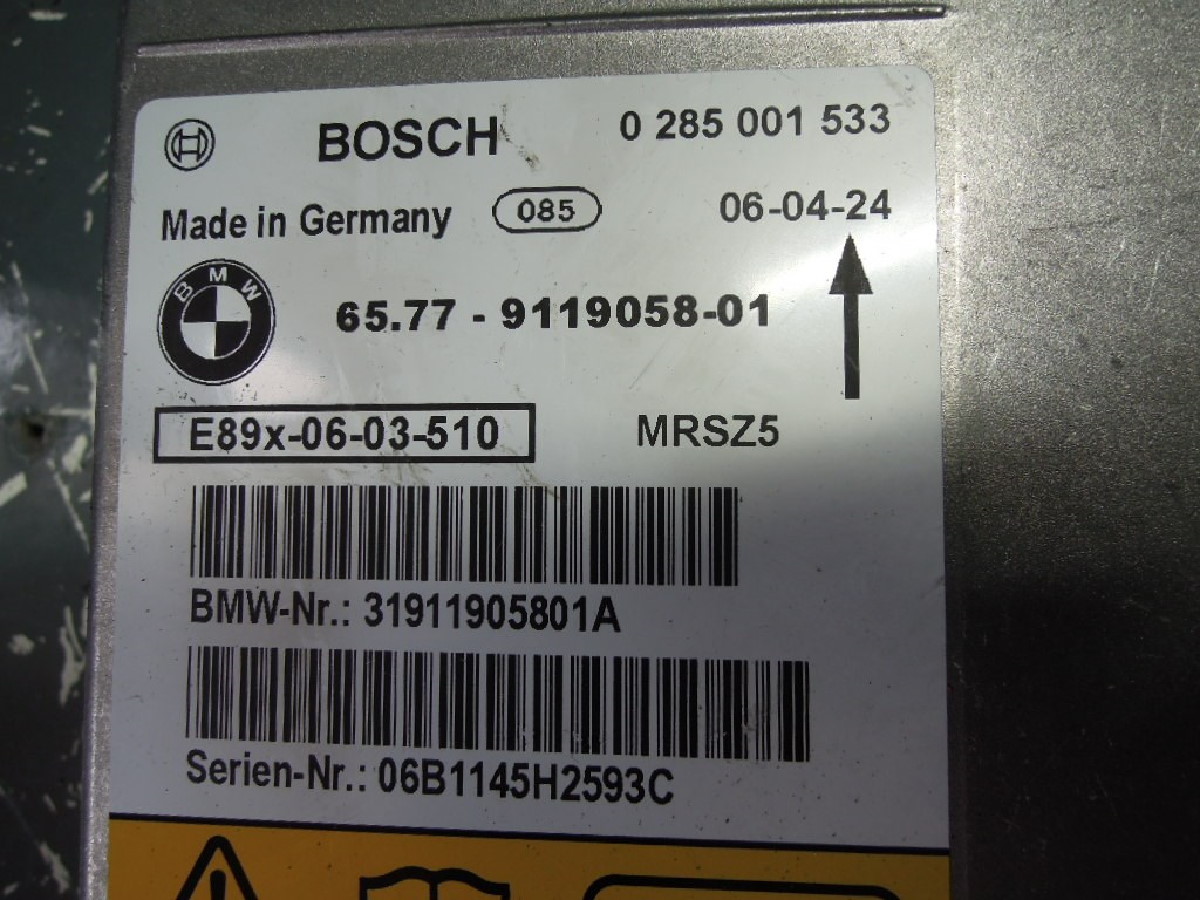 BOSCH 0 285 001 533
Made in Germany 085 06-04-24
BMW
65.77 - 9119058-01
E89x-06-03-510 MRSZ5
BMW-Nr.: 31911905801A
Serien-Nr.: 06B1145H2593C